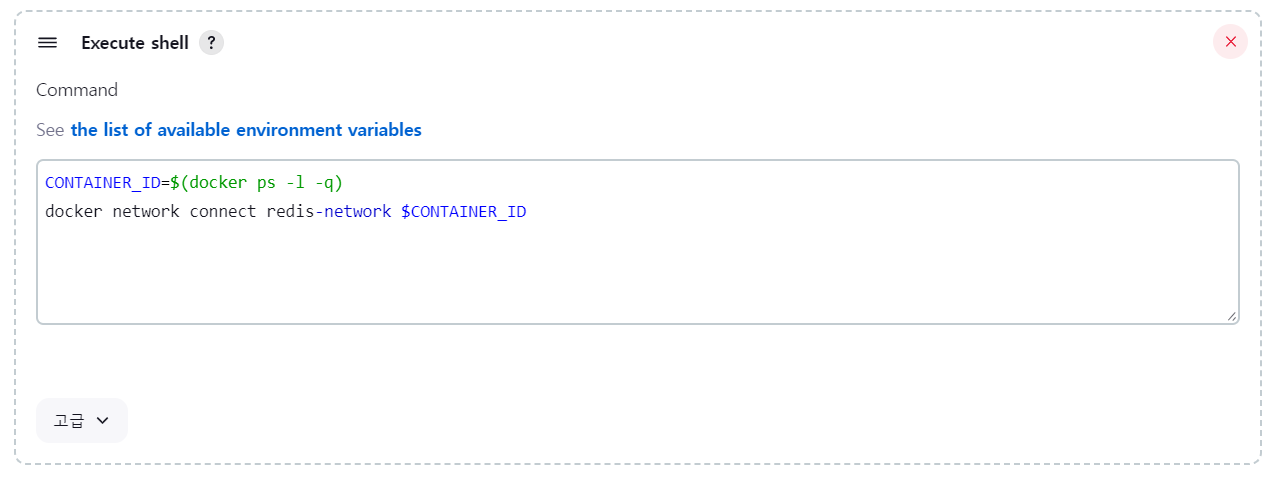 Execute shell ?
Command
See the list of available environment variables
CONTAINER_ID=$(docker ps -l -q)
docker network connect redis-network $CONTAINER_ID
고급